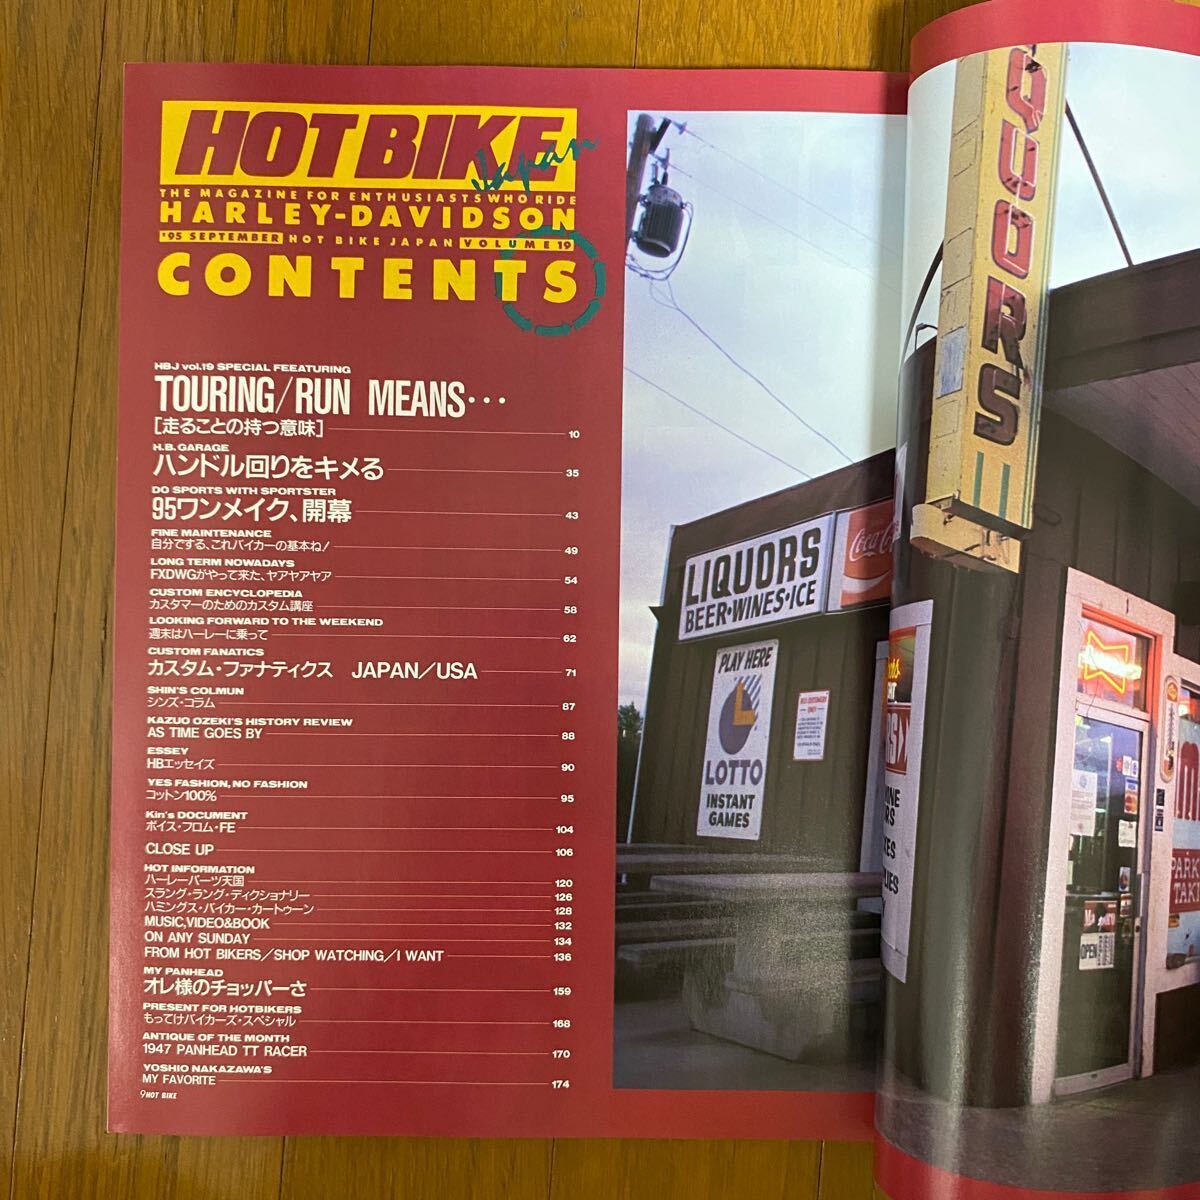 HOT BIKE
Japan
THE MAGAZINE FOR ENTHUSIASTS WHO RIDE
HARLEY-DAVIDSON
'95 SEPTEMBER HOT BIKE JAPAN VOLUME 19
CONTENTS
HBJ vol.19 SPECIAL FEEATURING
TOURING/RUN MEANS・・・
[走ることの持つ意味] 10
H.B. GARAGE
ハンドル回りをキメる 35
DO SPORTS WITH SPORTSTER
95ワンメイク、開幕 43
FINE MAINTENANCE
自分でする、これバイカーの基本ね! 49
LONG TERM NOWADAYS
FXDWGがやって来た、ヤアヤアヤア 54
CUSTOM ENCYCLOPEDIA
カスタマーのためのカスタム講座 58
LOOKING FORWARD TO THE WEEKEND
週末はハーレーに乗って 62
CUSTOM FANATICS
カスタム・ファナティクス JAPAN/USA 71
SHIN'S COLMUN
シンズ・コラム 87
KAZUO OZEKI'S HISTORY REVIEW
AS TIME GOES BY 88
ESSEY
HBエッセイズ 90
YES FASHION, NO FASHION
コットン100% 95
Kin's DOCUMENT
ボイス・フロム・FE 104
CLOSE UP 106
HOT INFORMATION
ハーレーパーツ天国 120
スラング・ラング・ディクショナリー 126
ハミングス・バイカー・カートゥーン 128
MUSIC,VIDEO&BOOK 132
ON ANY SUNDAY 134
FROM HOT BIKERS/SHOP WATCHING/I WANT 136
MY PANHEAD
オレ様のチョッパーさ 159
PRESENT FOR HOTBIKERS
もってけバイカーズ・スペシャル 168
ANTIQUE OF THE MONTH
1947 PANHEAD TT RACER 170
YOSHIO NAKAZAWA'S
MY FAVORITE 174
9 HOT BIKE
QUORS
LIQUORS
BEER・WINES・ICE
Coca-Cola
PLAY HERE
LOTTO
INSTANT
GAMES
PARK
OPEN